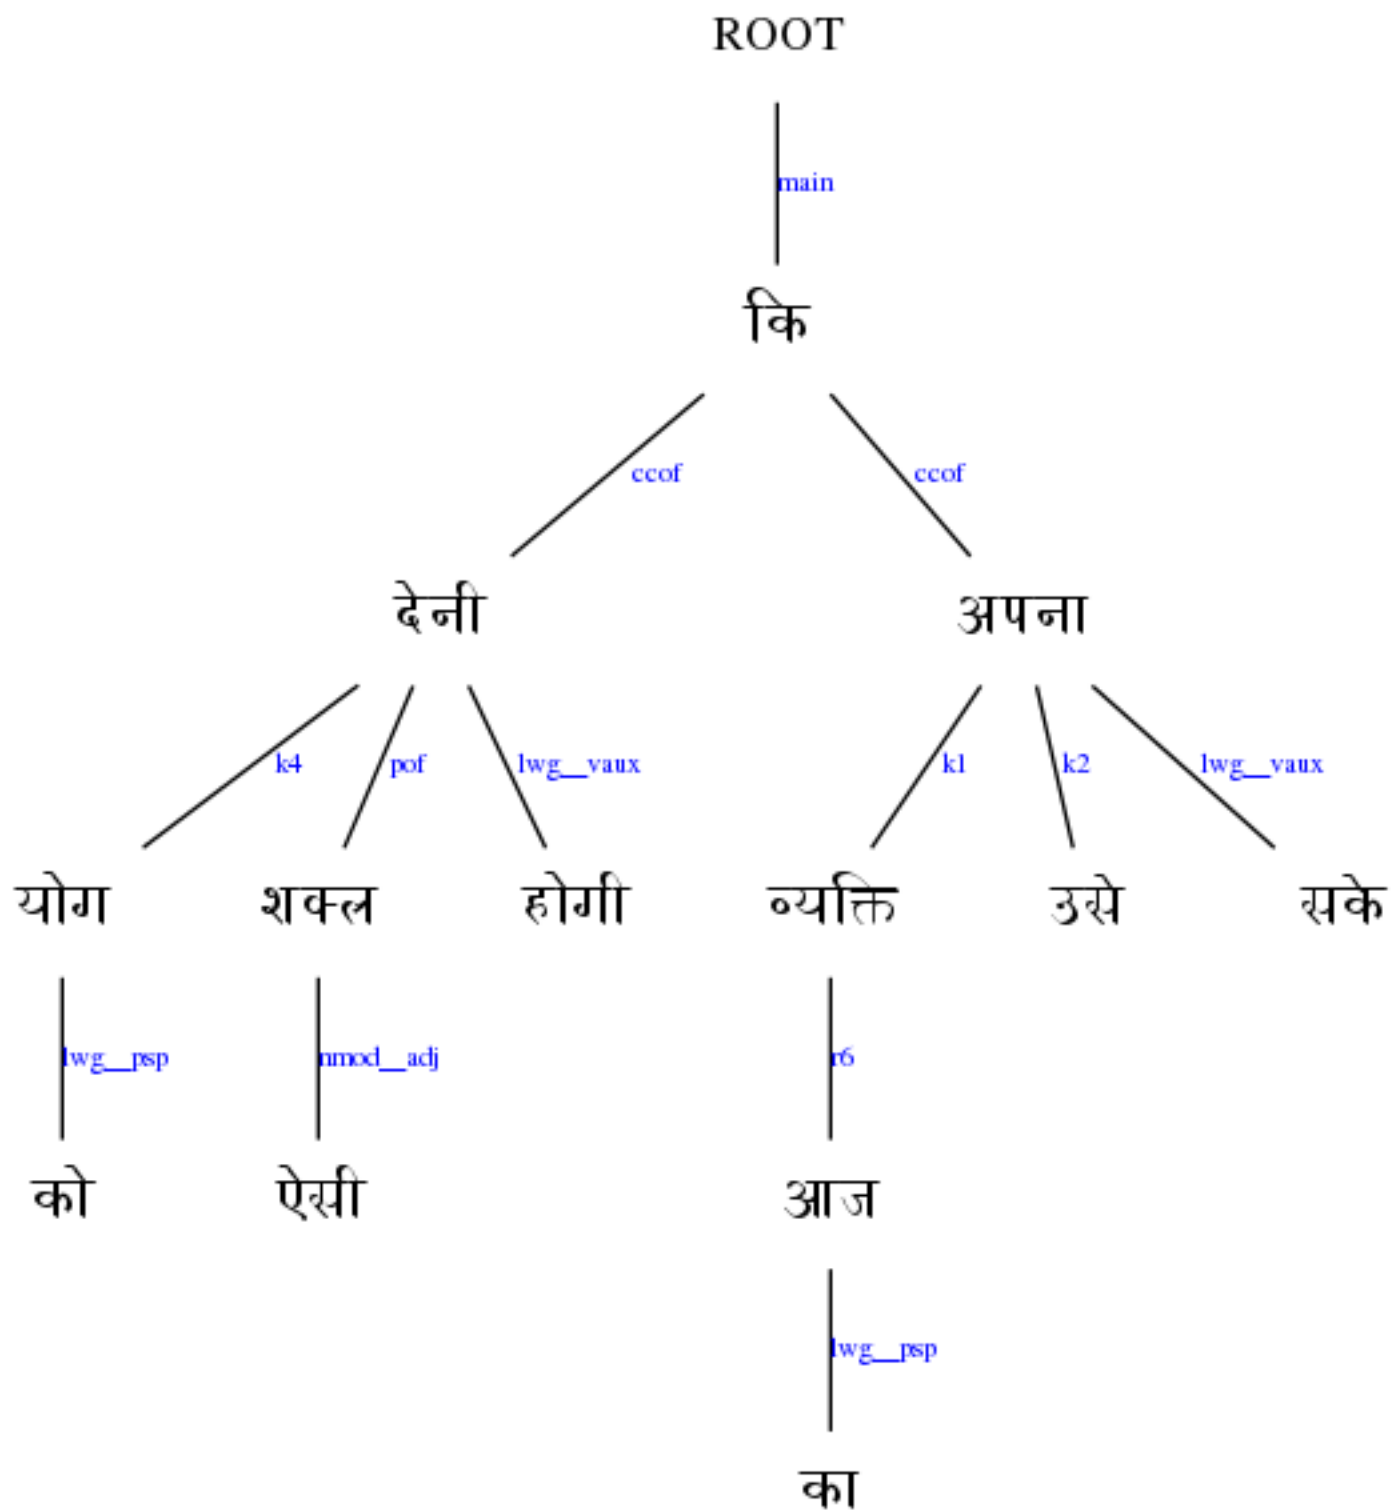 ROOT
main
कि
ccof ccof
देनी अपना
k4 pof lwg__vaux k1 k2 lwg__vaux
योग शक्ल होगी व्यक्ति उसे सके
lwg__psp nmod__adj r6
को ऐसी आज
lwg__psp
का